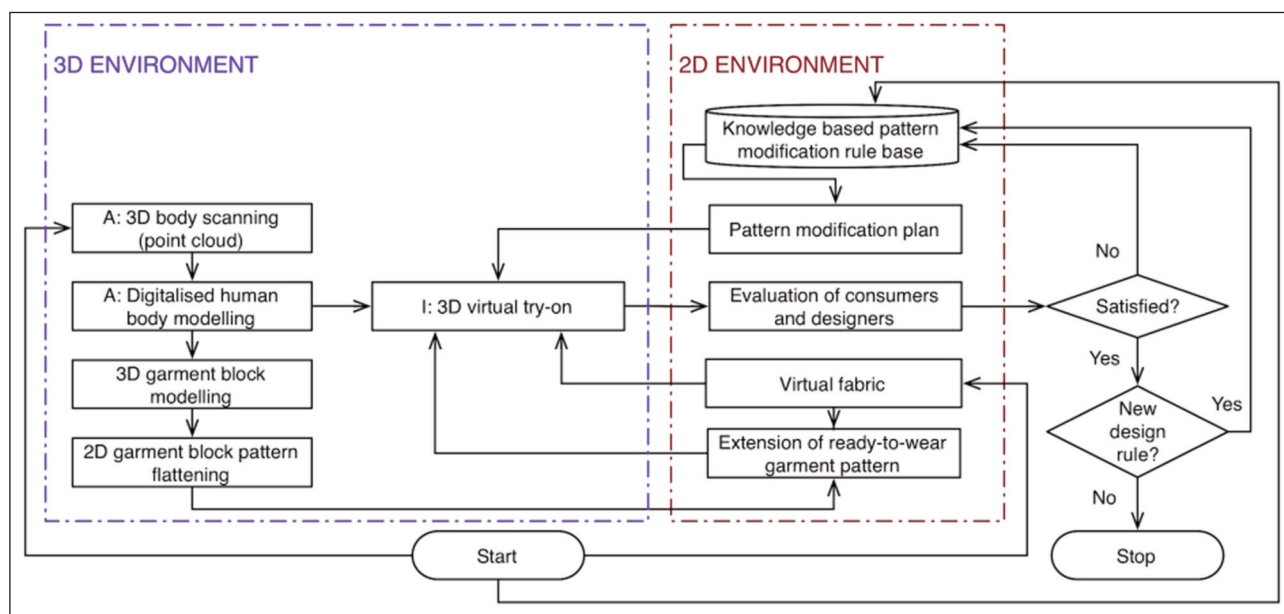 3D ENVIRONMENT
2D ENVIRONMENT
Knowledge based pattern
modification rule base
A: 3D body scanning
(point cloud)
Pattern modification plan
No
A: Digitalised human
body modelling
I: 3D virtual try-on
Evaluation of consumers
and designers
Satisfied?
Yes
3D garment block
modelling
Virtual fabric
New
design
rule?
Yes
2D garment block pattern
flattening
Extension of ready-to-wear
garment pattern
No
Start
Stop